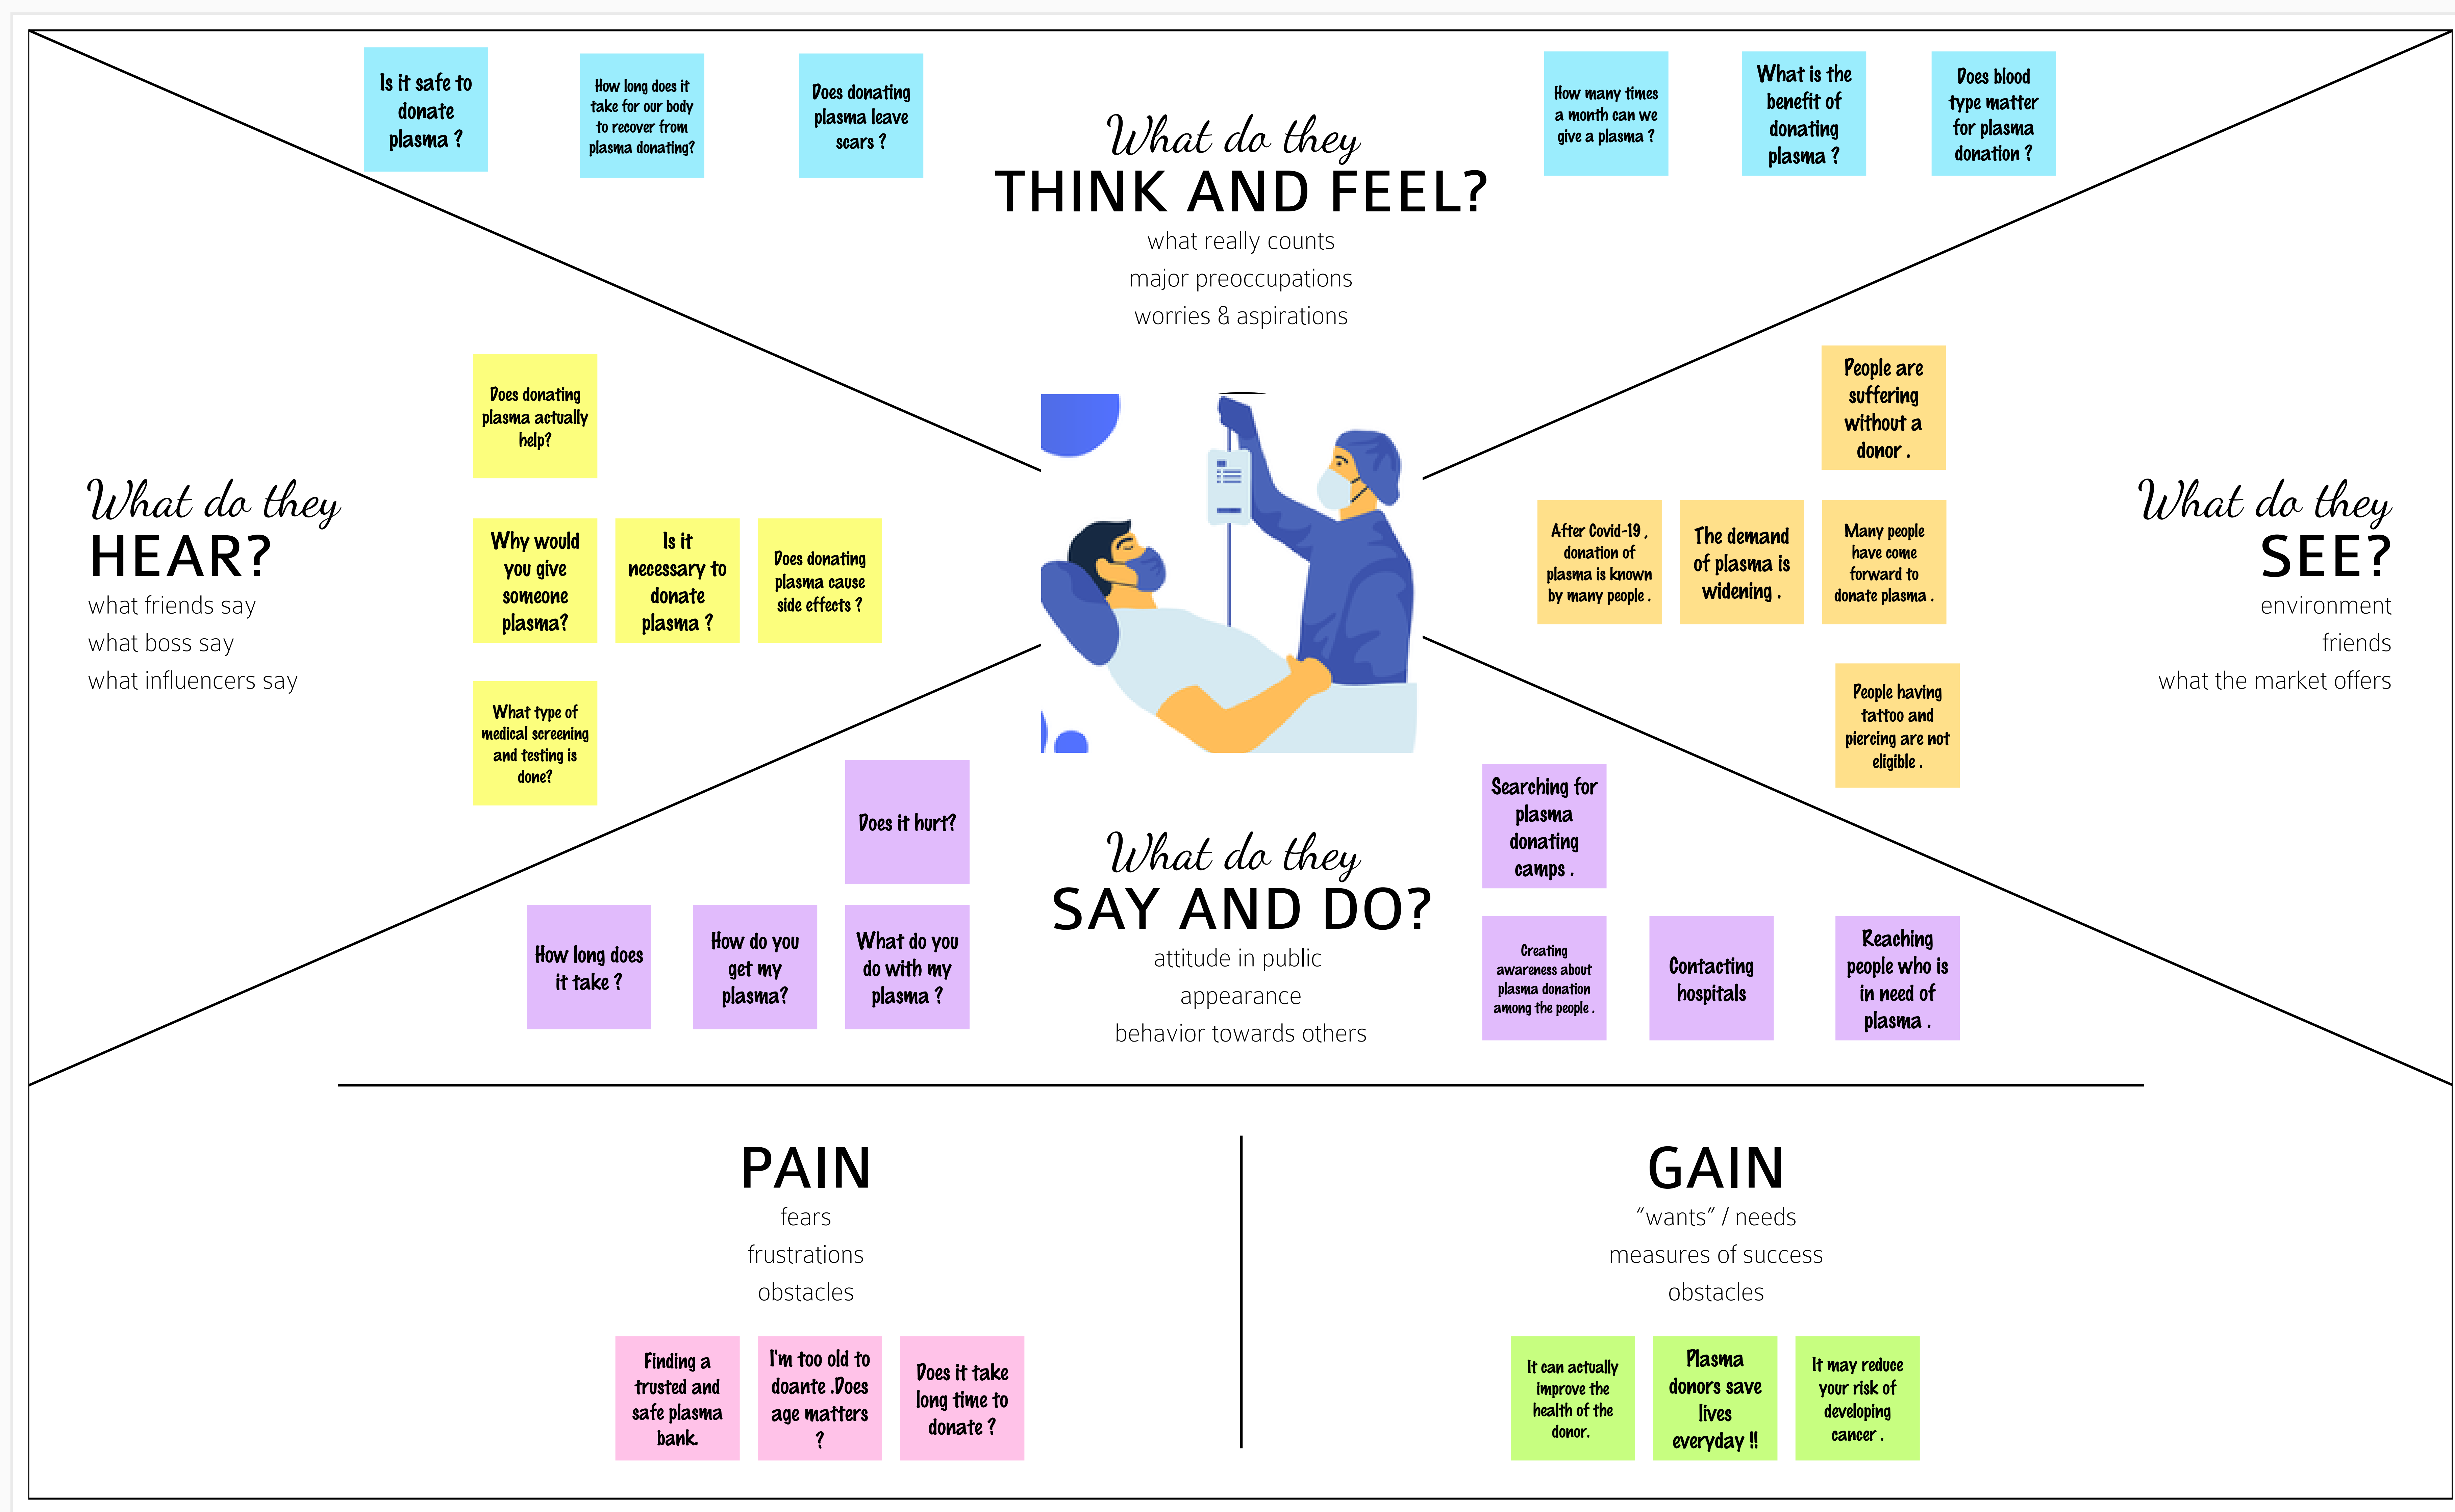 Is it safe to
donate
plasma ?
How long does it
take for our body
to recover from
plasma donating?
Does donating
plasma leave
scars ?
What do they
THINK AND FEEL?
what really counts
major preoccupations
worries & aspirations
How many times
a month can we
give a plasma ?
What is the
benefit of
donating
plasma ?
Does blood
type matter
for plasma
donation ?
What do they
HEAR?
what friends say
what boss say
what influencers say
Does donating
plasma actually
help?
Why would
you give
someone
plasma?
Is it
necessary to
donate
plasma ?
Does donating
plasma cause
side effects ?
What type of
medical screening
and testing is
done?
People are
suffering
without a
donor .
After Covid-19 ,
donation of
plasma is known
by many people .
The demand
of plasma is
widening .
Many people
have come
forward to
donate plasma .
People having
tattoo and
piercing are not
eligible .
What do they
SEE?
environment
friends
what the market offers
Does it hurt?
How long does
it take ?
How do you
get my
plasma?
What do you
do with my
plasma ?
What do they
SAY AND DO?
attitude in public
appearance
behavior towards others
Searching for
plasma
donating
camps .
Creating
awareness about
plasma donation
among the people .
Contacting
hospitals
Reaching
people who is
in need of
plasma .
PAIN
fears
frustrations
obstacles
Finding a
trusted and
safe plasma
bank.
I'm too old to
doante .Does
age matters
?
Does it take
long time to
donate ?
GAIN
“wants” / needs
measures of success
obstacles
It can actually
improve the
health of the
donor.
Plasma
donors save
lives
everyday !!
It may reduce
your risk of
developing
cancer .